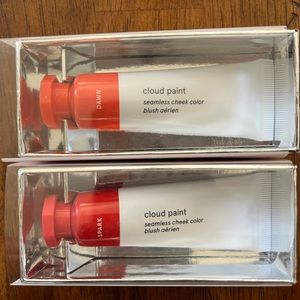 DAWN
cloud paint
seamless cheek color
blush aérien
SPARK
cloud paint
seamless cheek color
blush aérien